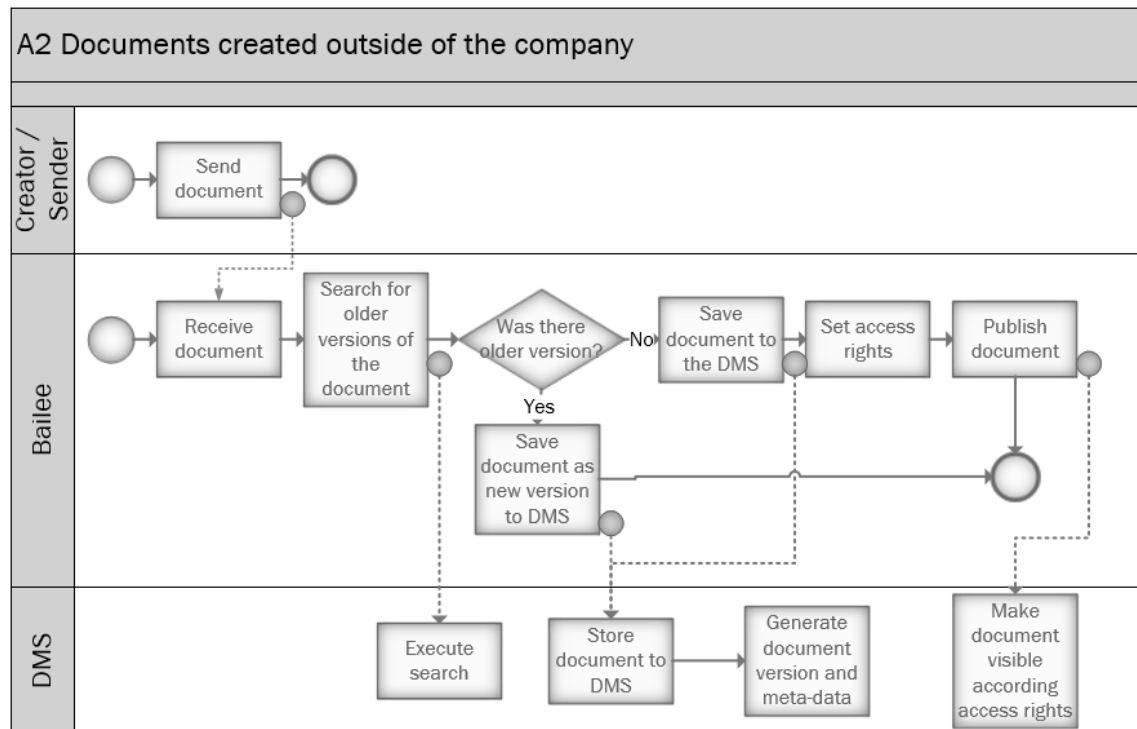 A2 Documents created outside of the company
Creator /
Sender
Send
document
Bailee
Receive
document
Search for
older
versions of
the
document
Was there
older version?
No
Yes
Save
document to
the DMS
Set access
rights
Publish
document
Save
document as
new version
to DMS
DMS
Execute
search
Store
document to
DMS
Generate
document
version and
meta-data
Make
document
visible
according
access rights